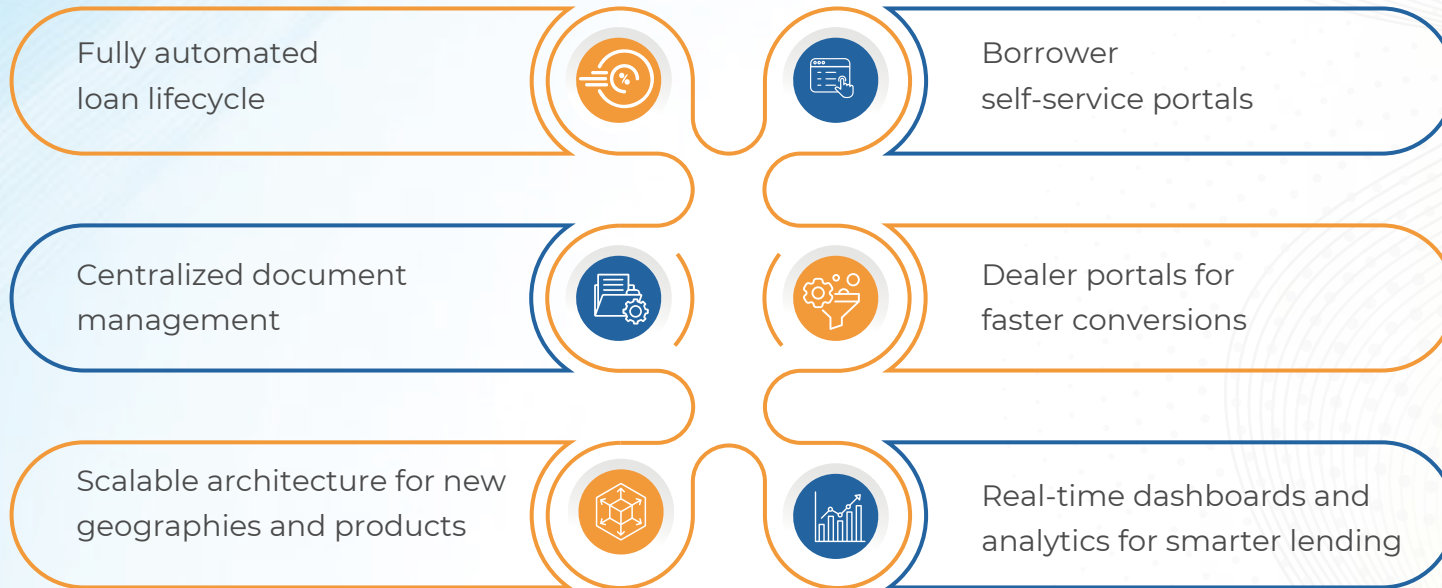 Fully automated
loan lifecycle
Borrower
self-service portals
Centralized document
management
Dealer portals for
faster conversions
Scalable architecture for new
geographies and products
Real-time dashboards and
analytics for smarter lending